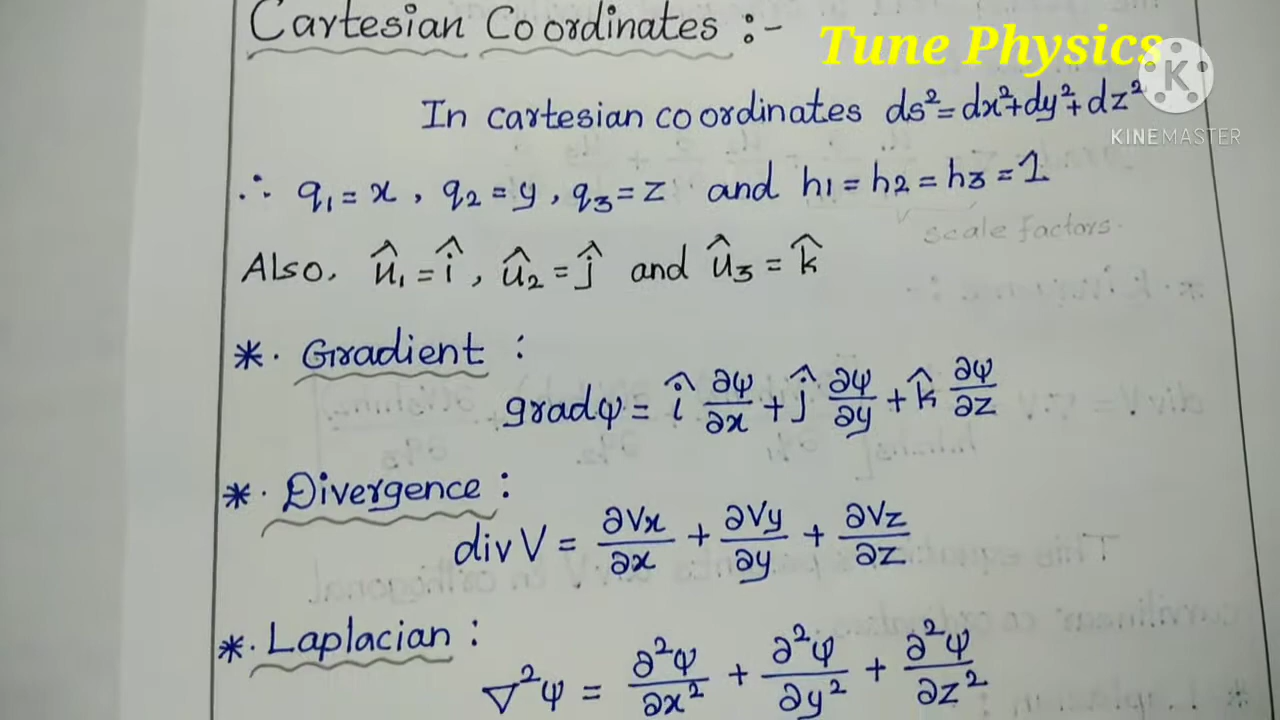 Cartesian Coordinates :-
Tune Physics
K
In cartesian coordinates ds² = dx²+dy²+dz²
KINEMASTER
∴ q₁ = x , q₂ = y , q₃ = z and h₁ = h₂ = h₃ = 1
scale factors.
Also, û₁ = î , û₂ = ĵ and û₃ = k̂
* . Gradient :
gradψ = î ∂ψ/∂x + ĵ ∂ψ/∂y + k̂ ∂ψ/∂z
* . Divergence :
div V = ∂Vx/∂x + ∂Vy/∂y + ∂Vz/∂z
* . Laplacian :
∇²ψ = ∂²ψ/∂x² + ∂²ψ/∂y² + ∂²ψ/∂z²